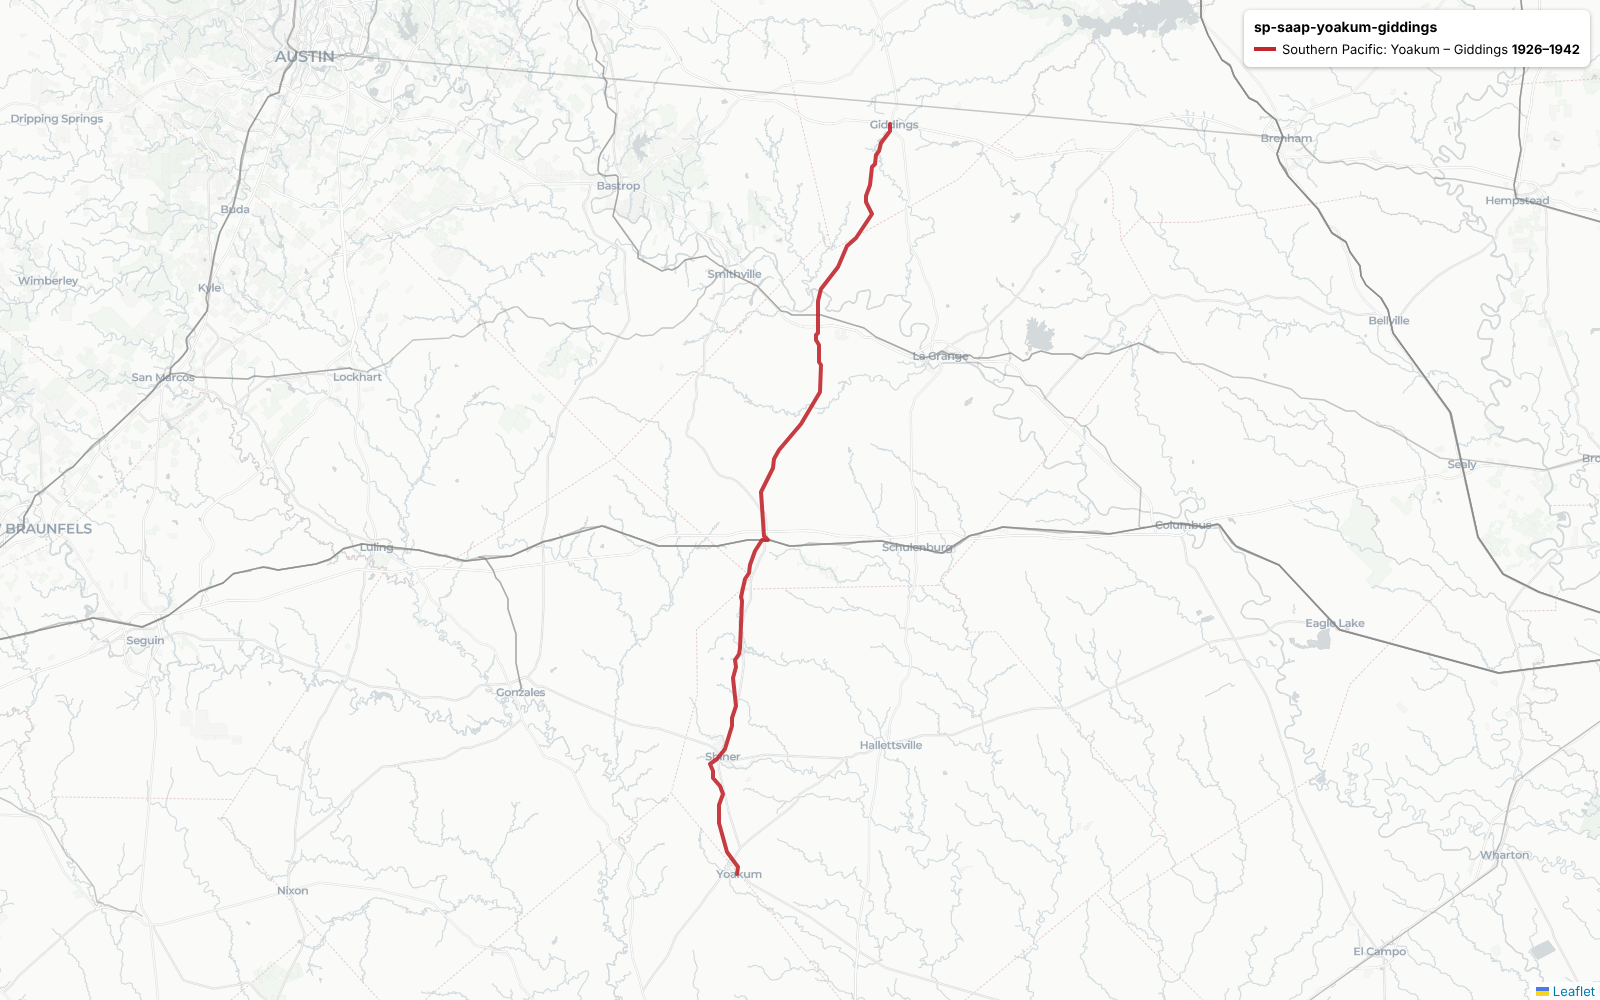 sp-saap-yoakum-giddings
Southern Pacific: Yoakum – Giddings 1926–1942
AUSTIN
Dripping Springs
Giddings
Brenham
Bastrop
Hempstead
Buda
Smithville
Wimberley
Kyle
Bellville
La Grange
San Marcos
Lockhart
Sealy
Bro
BRAUNFELS
Columbus
Luling
Schulenburg
Eagle Lake
Seguin
Gonzales
Hallettsville
Shiner
Wharton
Yoakum
Nixon
El Campo
Leaflet